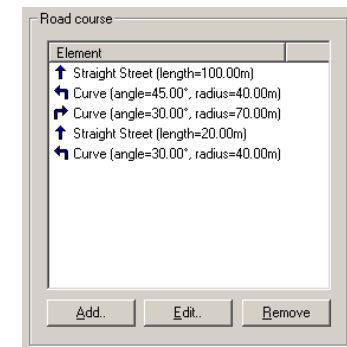 Road course
Element
Straight Street (length=100.00m)
Curve (angle=45.00°, radius=40.00m)
Curve (angle=30.00°, radius=70.00m)
Straight Street (length=20.00m)
Curve (angle=30.00°, radius=40.00m)
Add.. Edit.. Remove